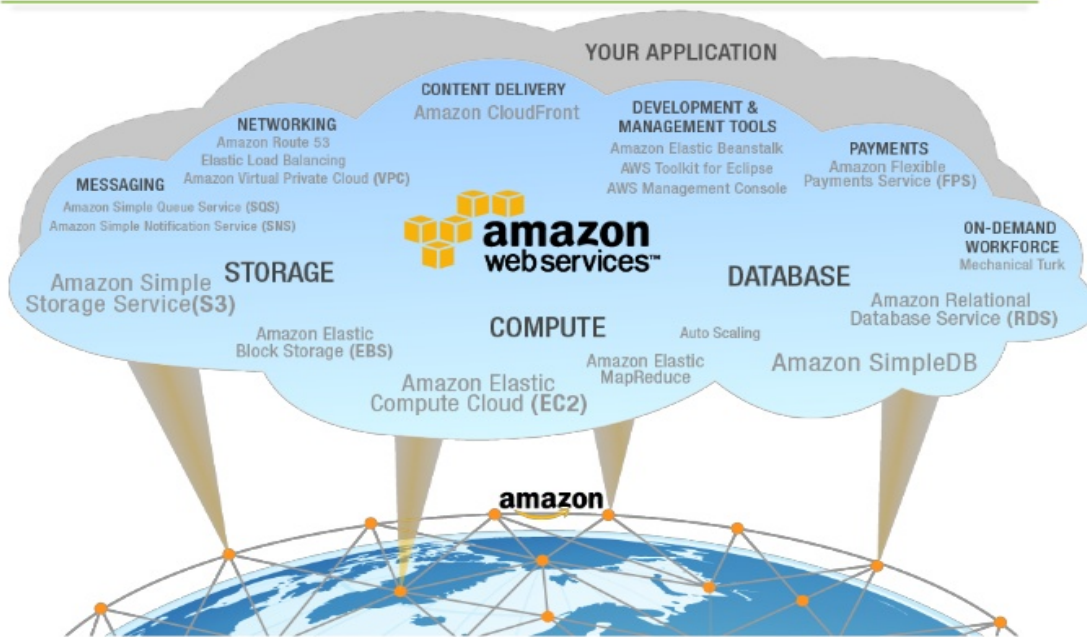 YOUR APPLICATION
CONTENT DELIVERY
Amazon CloudFront
DEVELOPMENT &
MANAGEMENT TOOLS
Amazon Elastic Beanstalk
AWS Toolkit for Eclipse
AWS Management Console
NETWORKING
Amazon Route 53
Elastic Load Balancing
Amazon Virtual Private Cloud (VPC)
PAYMENTS
Amazon Flexible
Payments Service (FPS)
MESSAGING
Amazon Simple Queue Service (SQS)
Amazon Simple Notification Service (SNS)
amazon
webservices™
ON-DEMAND
WORKFORCE
Mechanical Turk
STORAGE
Amazon Simple
Storage Service(S3)
Amazon Elastic
Block Storage (EBS)
COMPUTE
Auto Scaling
Amazon Elastic
MapReduce
Amazon Elastic
Compute Cloud (EC2)
DATABASE
Amazon Relational
Database Service (RDS)
Amazon SimpleDB
amazon